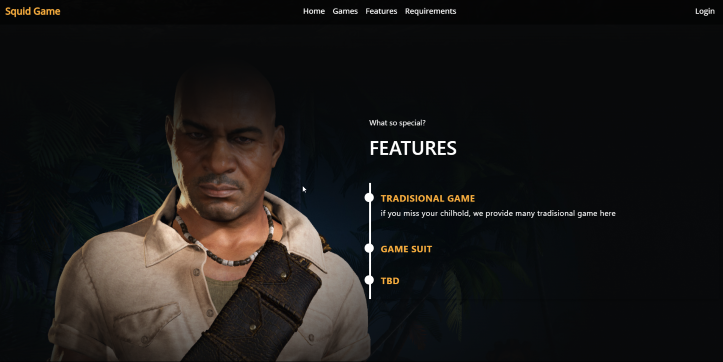 Squid Game
Home Games Features Requirements
Login
What so special?
FEATURES
TRADISIONAL GAME
if you miss your chilhold, we provide many tradisional game here
GAME SUIT
TBD